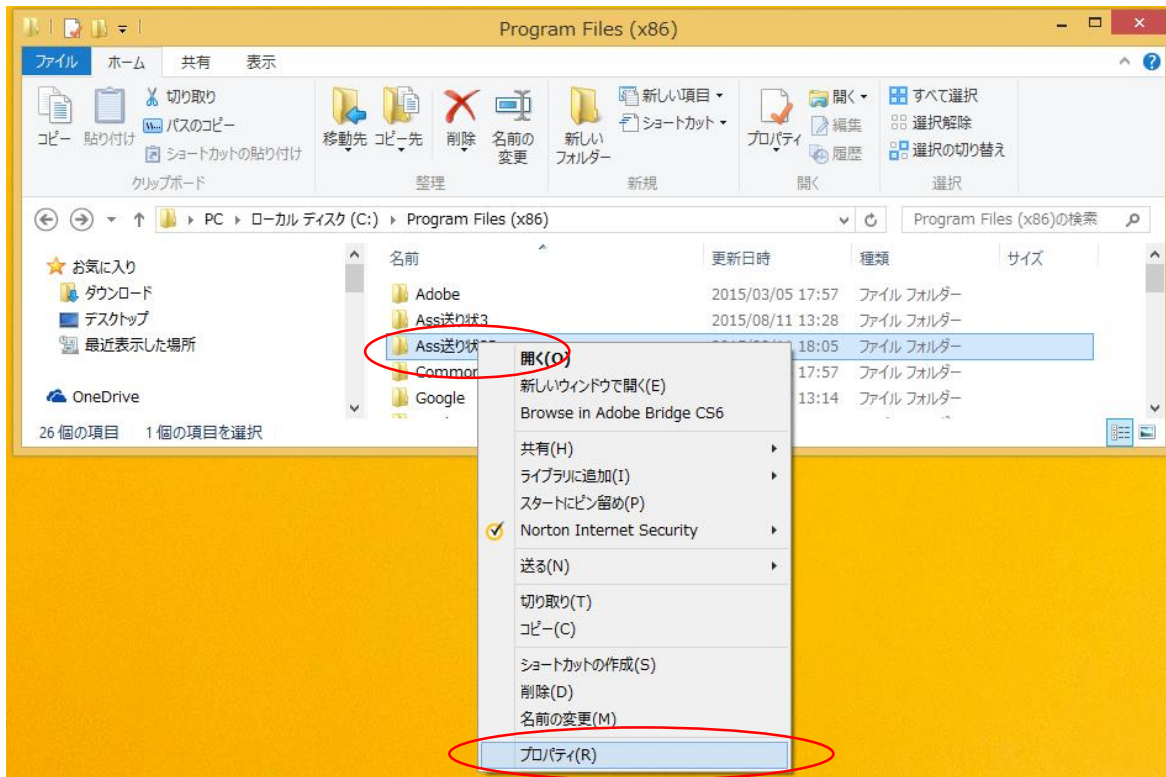 Program Files (x86)
ファイル ホーム 共有 表示
コピー 貼り付け 切り取り
パスのコピー
ショートカットの貼り付け
クリップボード
移動先 コピー先 削除 名前の変更
整理
新しいフォルダー 新しい項目
ショートカット
新規
プロパティ 開く
編集
履歴
開く
すべて選択
選択解除
選択の切り替え
選択
PC ローカル ディスク (C:) Program Files (x86)
Program Files (x86)の検索
お気に入り
ダウンロード
デスクトップ
最近表示した場所
OneDrive
名前 更新日時 種類 サイズ
Adobe 2015/03/05 17:57 ファイル フォルダー
Ass送り状3 2015/08/11 13:28 ファイル フォルダー
Ass送り状 18:05 ファイル フォルダー
Common 17:57 ファイル フォルダー
Google 13:14 ファイル フォルダー
26 個の項目 1 個の項目を選択
開く(O)
新しいウィンドウで開く(E)
Browse in Adobe Bridge CS6
共有(H)
ライブラリに追加(I)
スタートにピン留め(P)
Norton Internet Security
送る(N)
切り取り(T)
コピー(C)
ショートカットの作成(S)
削除(D)
名前の変更(M)
プロパティ(R)